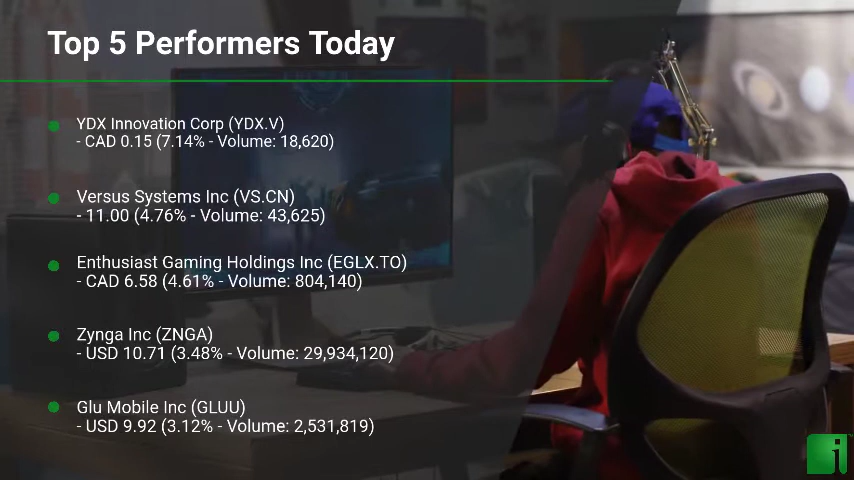 Top 5 Performers Today
YDX Innovation Corp (YDX.V)
- CAD 0.15 (7.14% - Volume: 18,620)
Versus Systems Inc (VS.CN)
- 11.00 (4.76% - Volume: 43,625)
Enthusiast Gaming Holdings Inc (EGLX.TO)
- CAD 6.58 (4.61% - Volume: 804,140)
Zynga Inc (ZNGA)
- USD 10.71 (3.48% - Volume: 29,934,120)
Glu Mobile Inc (GLUU)
- USD 9.92 (3.12% - Volume: 2,531,819)
i